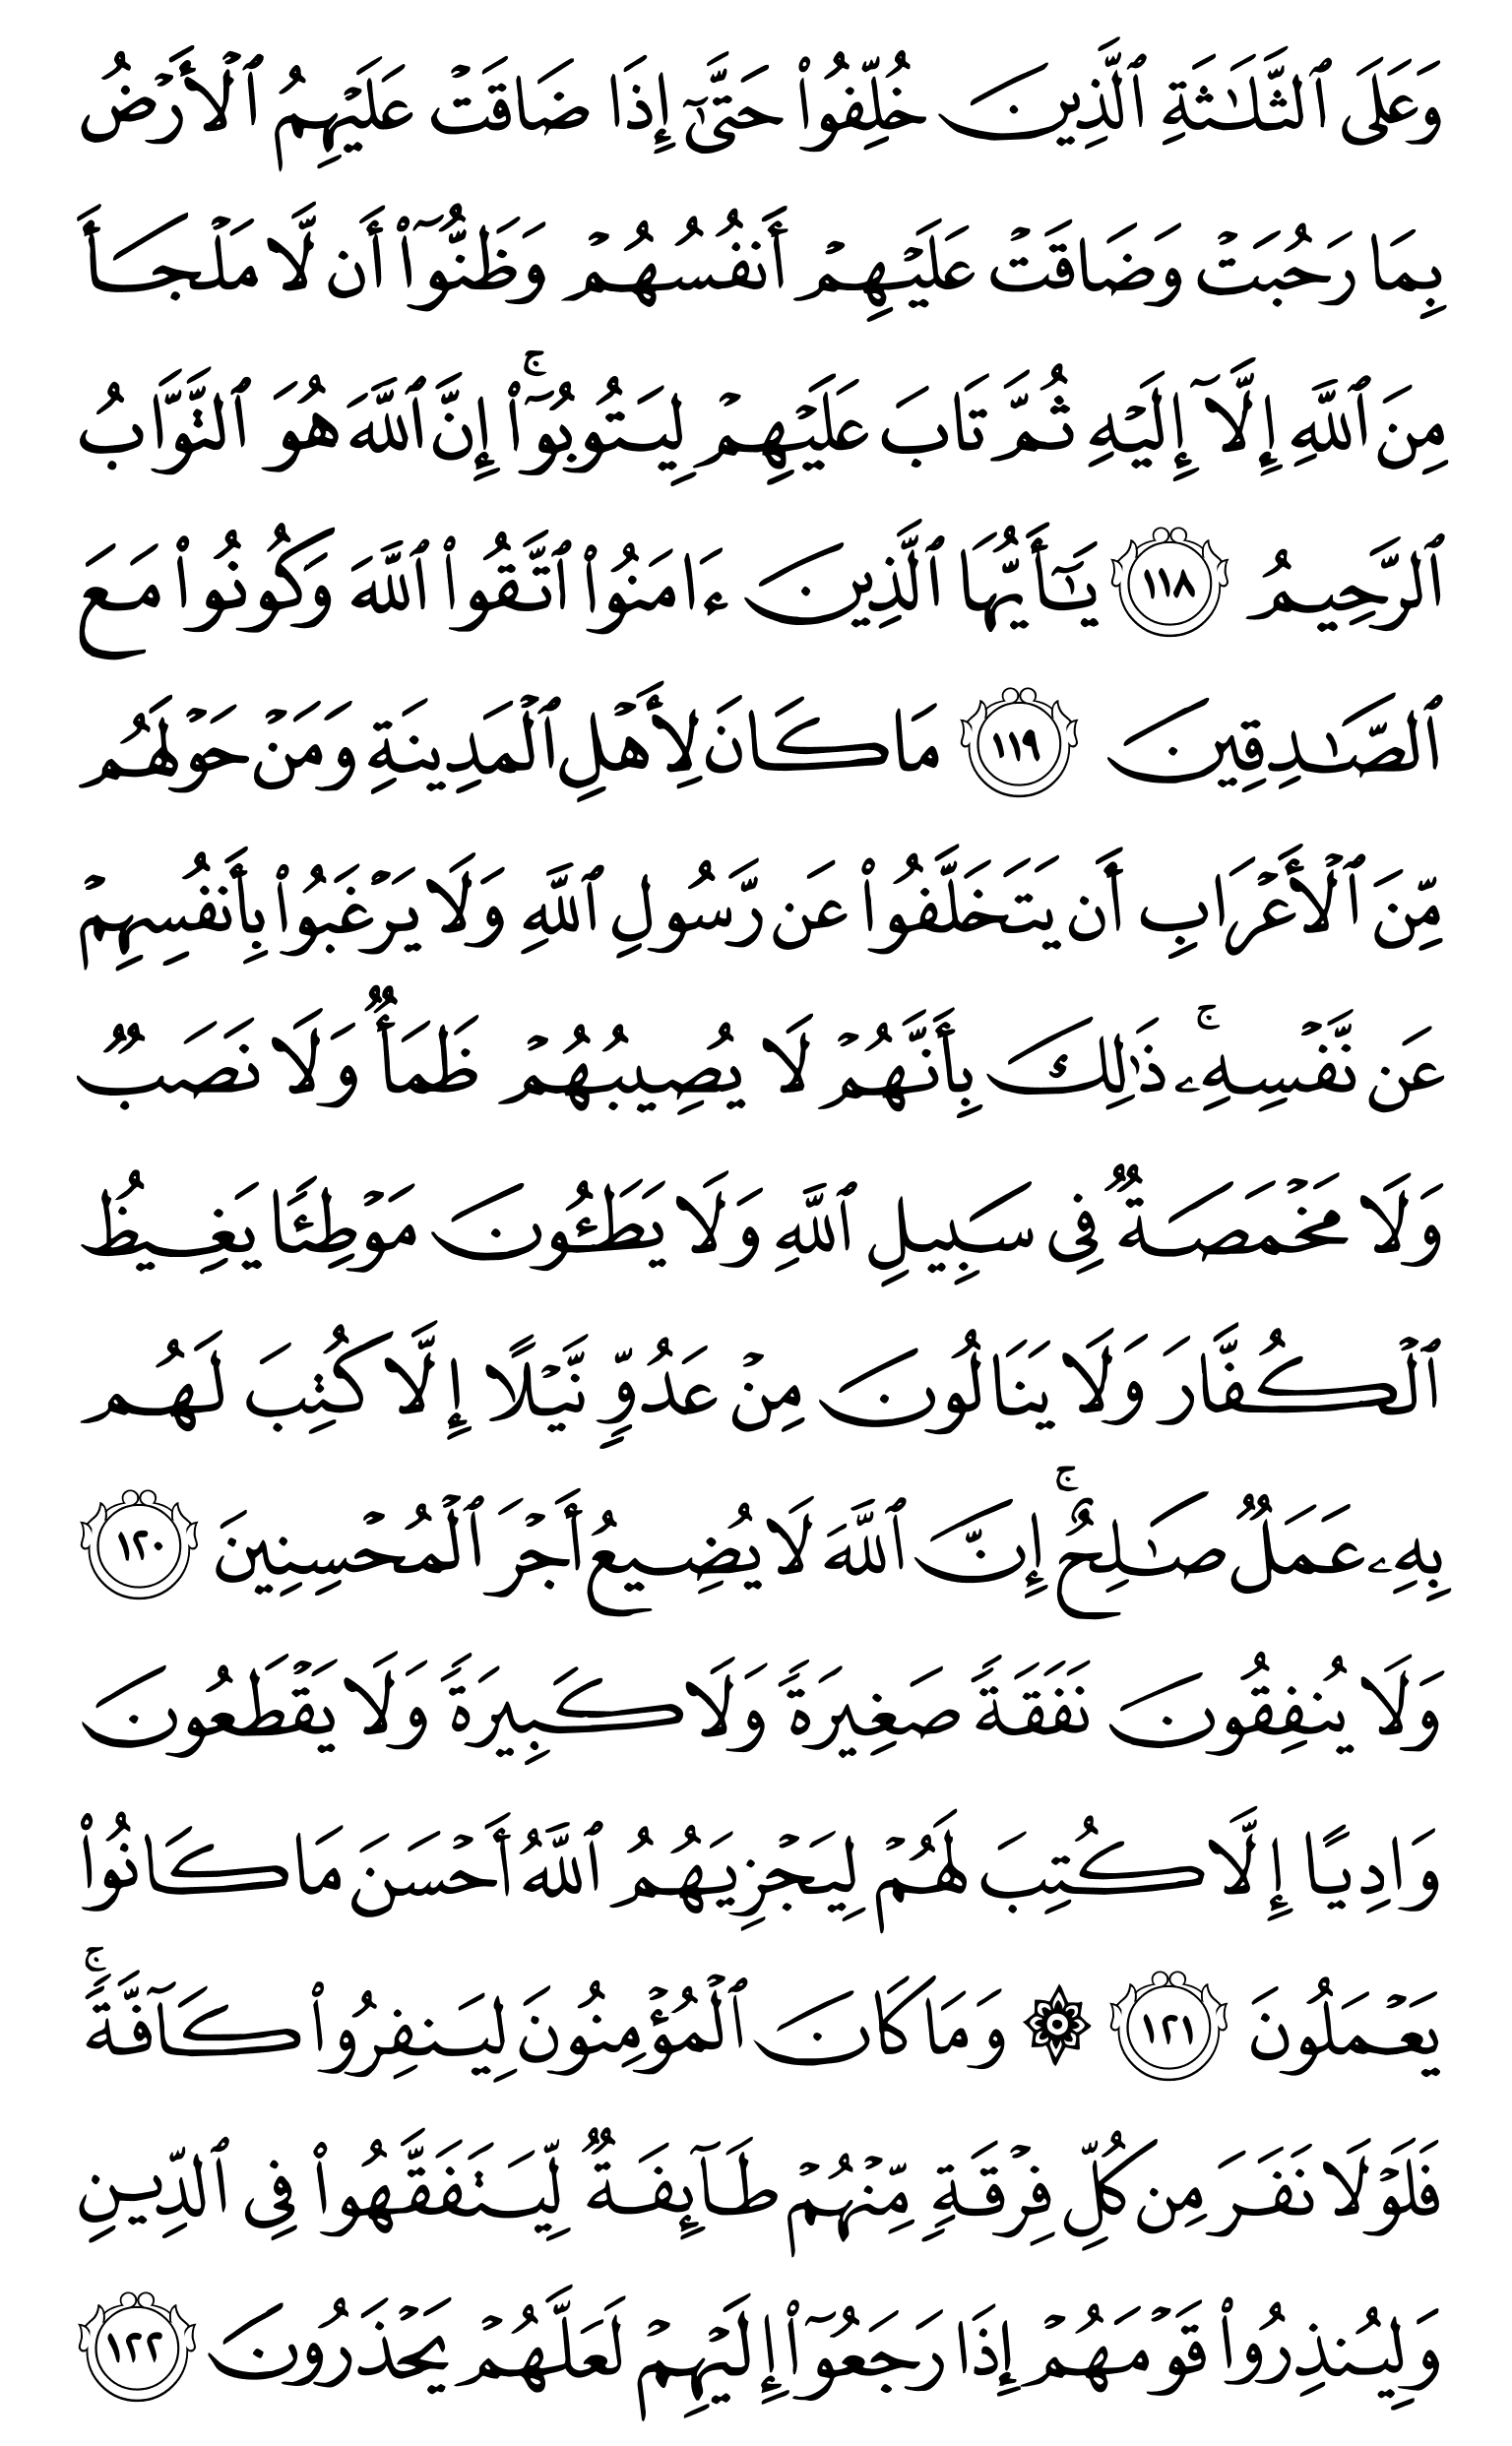 وَعَلَى ٱلثَّلَٰثَةِ ٱلَّذِينَ خُلِّفُوا۟ حَتَّىٰٓ إِذَا ضَاقَتْ عَلَيْهِمُ ٱلْأَرْضُ
بِمَا رَحُبَتْ وَضَاقَتْ عَلَيْهِمْ أَنفُسُهُمْ وَظَنُّوٓا۟ أَن لَّا مَلْجَأَ
مِنَ ٱللَّهِ إِلَّآ إِلَيْهِ ثُمَّ تَابَ عَلَيْهِمْ لِيَتُوبُوٓا۟ ۚ إِنَّ ٱللَّهَ هُوَ ٱلتَّوَّابُ
ٱلرَّحِيمُ ١١٨ يَٰٓأَيُّهَا ٱلَّذِينَ ءَامَنُوا۟ ٱتَّقُوا۟ ٱللَّهَ وَكُونُوا۟ مَعَ
ٱلصَّٰدِقِينَ ١١٩ مَا كَانَ لِأَهْلِ ٱلْمَدِينَةِ وَمَنْ حَوْلَهُم
مِّنَ ٱلْأَعْرَابِ أَن يَتَخَلَّفُوا۟ عَن رَّسُولِ ٱللَّهِ وَلَا يَرْغَبُوا۟ بِأَنفُسِهِمْ
عَن نَّفْسِهِۦ ۚ ذَٰلِكَ بِأَنَّهُمْ لَا يُصِيبُهُمْ ظَمَأٌ وَلَا نَصَبٌ
وَلَا مَخْمَصَةٌ فِى سَبِيلِ ٱللَّهِ وَلَا يَطَـُٔونَ مَوْطِئًا يَغِيظُ
ٱلْكُفَّارَ وَلَا يَنَالُونَ مِنْ عَدُوٍّ نَّيْلًا إِلَّا كُتِبَ لَهُم
بِهِۦ عَمَلٌ صَٰلِحٌ ۚ إِنَّ ٱللَّهَ لَا يُضِيعُ أَجْرَ ٱلْمُحْسِنِينَ ١٢٠
وَلَا يُنفِقُونَ نَفَقَةً صَغِيرَةً وَلَا كَبِيرَةً وَلَا يَقْطَعُونَ
وَادِيًا إِلَّا كُتِبَ لَهُمْ لِيَجْزِيَهُمُ ٱللَّهُ أَحْسَنَ مَا كَانُوا۟
يَعْمَلُونَ ١٢١ ۞ وَمَا كَانَ ٱلْمُؤْمِنُونَ لِيَنفِرُوا۟ كَآفَّةً ۚ
فَلَوْلَا نَفَرَ مِن كُلِّ فِرْقَةٍ مِّنْهُمْ طَآئِفَةٌ لِّيَتَفَقَّهُوا۟ فِى ٱلدِّينِ
وَلِيُنذِرُوا۟ قَوْمَهُمْ إِذَا رَجَعُوٓا۟ إِلَيْهِمْ لَعَلَّهُمْ يَحْذَرُونَ ١٢٢